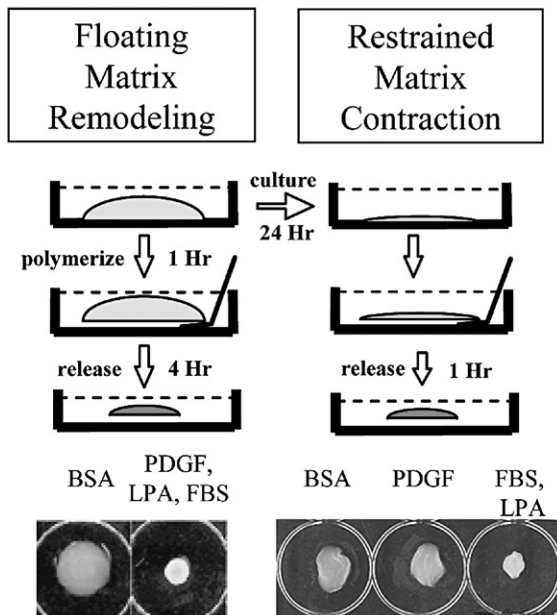 Floating
Matrix
Remodeling
Restrained
Matrix
Contraction
culture
24 Hr
polymerize 1 Hr
release 4 Hr
release 1 Hr
BSA
PDGF,
LPA, FBS
BSA
PDGF
FBS,
LPA